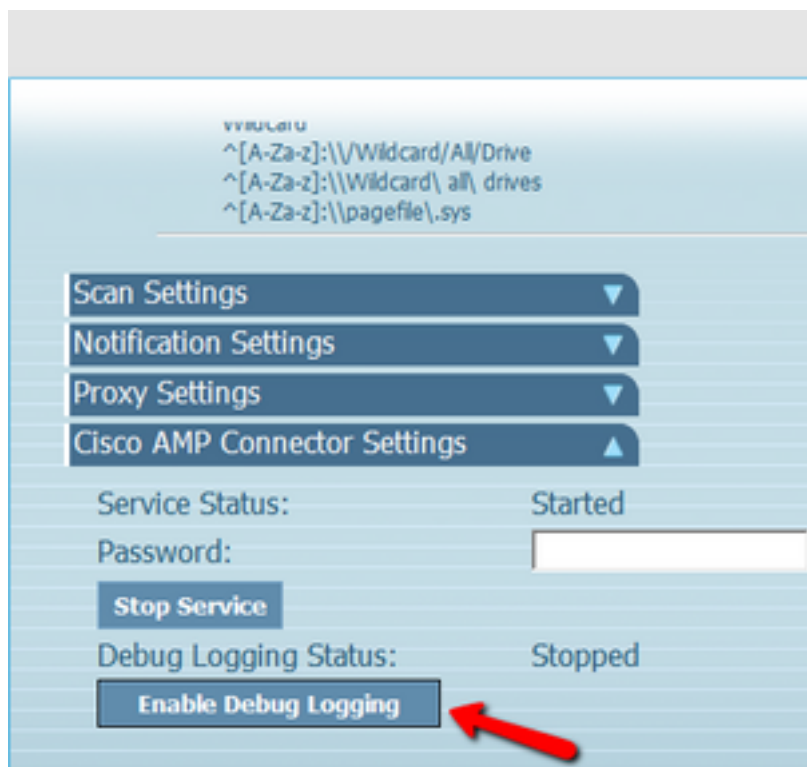 ^[A-Za-z]:\\/Wildcard/All/Drive
^[A-Za-z]:\\Wildcard\ all\ drives
^[A-Za-z]:\\pagefile\.sys
Scan Settings
Notification Settings
Proxy Settings
Cisco AMP Connector Settings
Service Status: Started
Password:
Stop Service
Debug Logging Status: Stopped
Enable Debug Logging